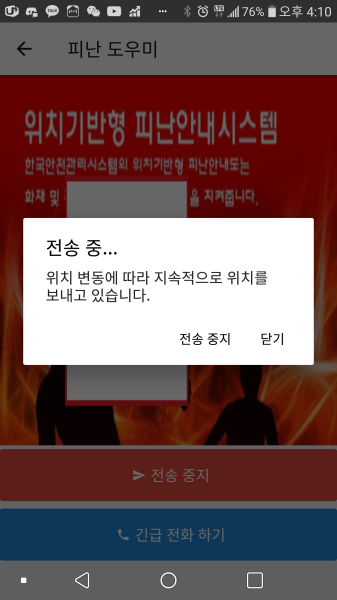 76% 오후 4:10
피난 도우미
위치기반형 피난안내시스템
한국안전관리시스템의 위치기반형 피난안내도는
화재 및 을 지켜줍니다.
전송 중...
위치 변동에 따라 지속적으로 위치를
보내고 있습니다.
전송 중지 닫기
전송 중지
긴급 전화 하기